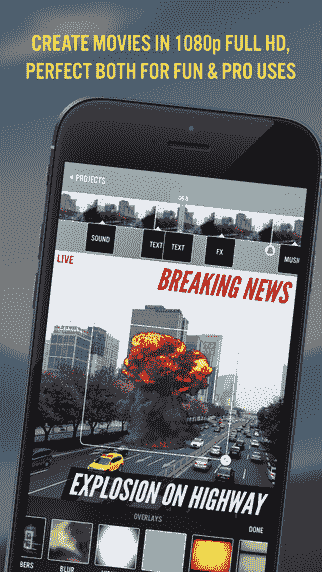 CREATE MOVIES IN 1080p FULL HD,
PERFECT BOTH FOR FUN & PRO USES
PROJECTS
SOUND
TEXT
TEXT
FX
LIVE
BREAKING NEWS
EXPLOSION ON HIGHWAY
OVERLAYS
DONE
BERS
BLUR